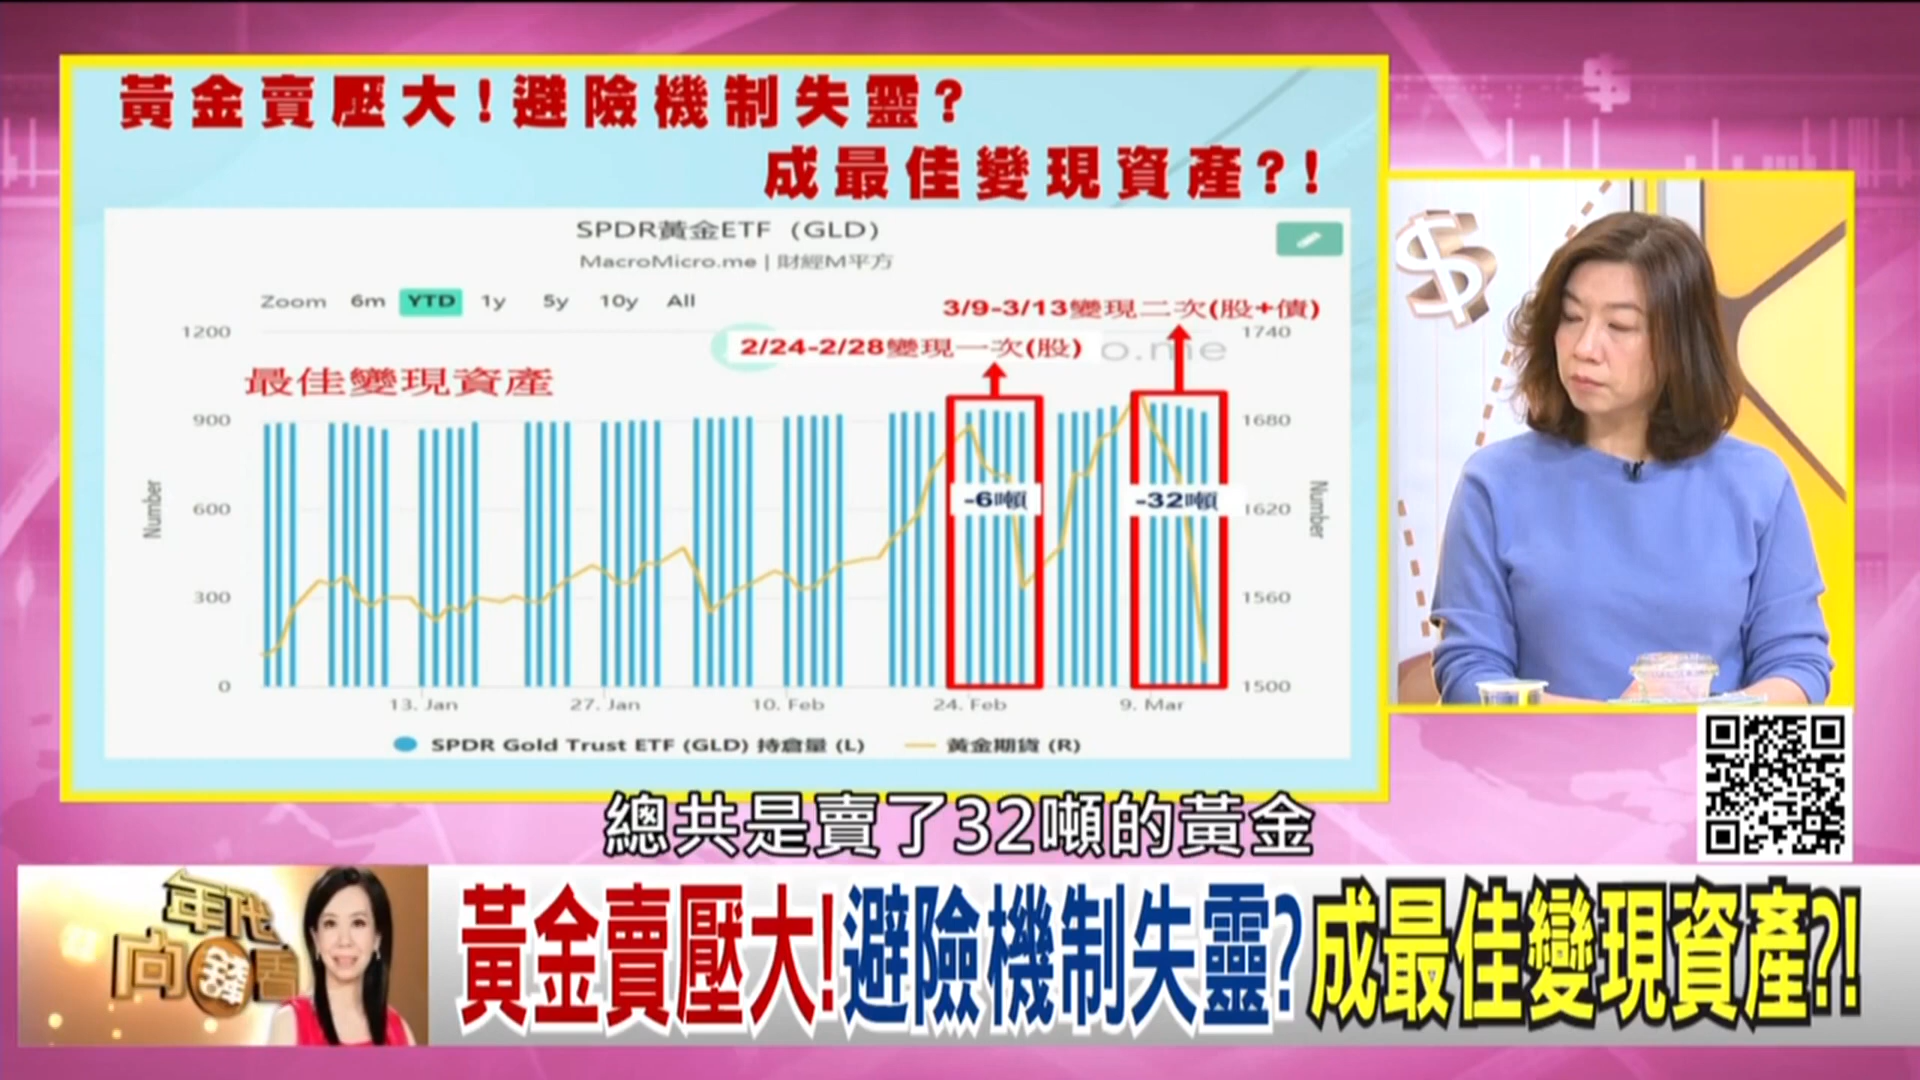 黃金賣壓大!避險機制失靈?
成最佳變現資產?!
SPDR黃金ETF（GLD）
MacroMicro.me | 財經M平方
Zoom 6m YTD 1y 5y 10y All
3/9-3/13變現二次(股+債)
2/24-2/28變現一次(股)
o.me
最佳變現資產
1200
900
600
300
0
Number
1740
1680
1620
1560
1500
Number
-6噸
-32噸
13. Jan
27. Jan
10. Feb
24. Feb
9. Mar
SPDR Gold Trust ETF (GLD) 持倉量 (L)
黃金期貨 (R)
$
$
總共是賣了32噸的黃金
年代
向錢看
黃金賣壓大!避險機制失靈?成最佳變現資產?!